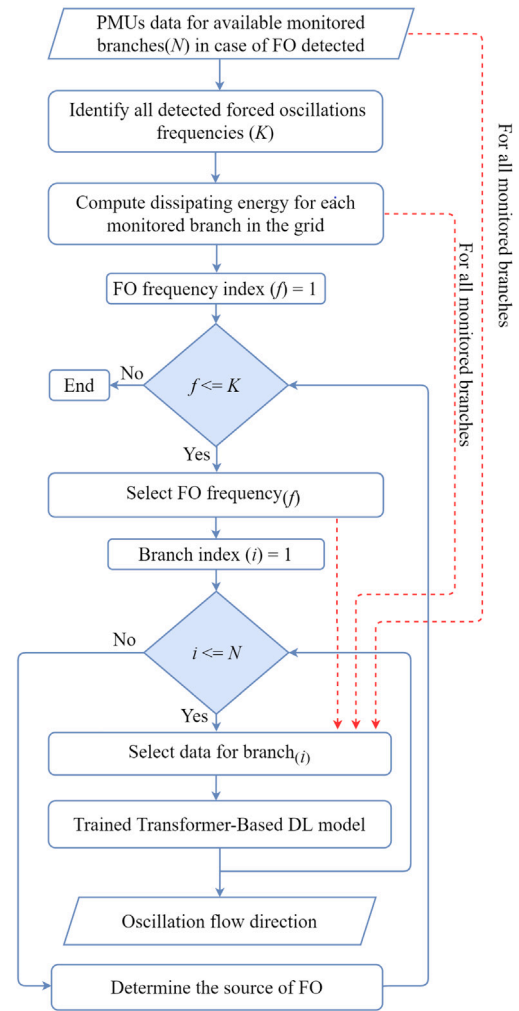 PMUs data for available monitored
branches(N) in case of FO detected
Identify all detected forced oscillations
frequencies (K)
Compute dissipating energy for each
monitored branch in the grid
FO frequency index (f) = 1
f <= K
No
End
Yes
Select FO frequency(f)
Branch index (i) = 1
i <= N
No
Yes
Select data for branch(i)
Trained Transformer-Based DL model
Oscillation flow direction
Determine the source of FO
For all monitored branches
For all monitored branches